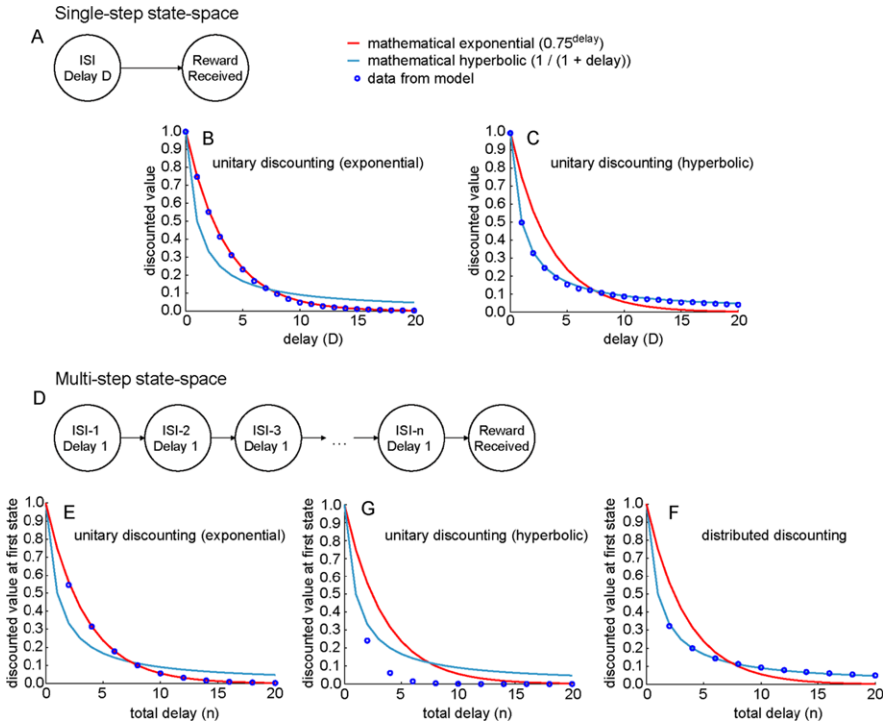 Single-step state-space
A
ISI
Delay D
Reward
Received
mathematical exponential (0.75^delay)
mathematical hyperbolic (1 / (1 + delay))
data from model
B
unitary discounting (exponential)
discounted value
1.0
0.9
0.8
0.7
0.6
0.5
0.4
0.3
0.2
0.1
0.0
0 5 10 15 20
delay (D)
C
unitary discounting (hyperbolic)
discounted value
1.0
0.9
0.8
0.7
0.6
0.5
0.4
0.3
0.2
0.1
0.0
0 5 10 15 20
delay (D)
Multi-step state-space
D
ISI-1
Delay 1
ISI-2
Delay 1
ISI-3
Delay 1
...
ISI-n
Delay 1
Reward
Received
E
unitary discounting (exponential)
discounted value at first state
1.0
0.9
0.8
0.7
0.6
0.5
0.4
0.3
0.2
0.1
0.0
0 5 10 15 20
total delay (n)
G
unitary discounting (hyperbolic)
discounted value at first state
1.0
0.9
0.8
0.7
0.6
0.5
0.4
0.3
0.2
0.1
0.0
0 5 10 15 20
total delay (n)
F
distributed discounting
discounted value at first state
1.0
0.9
0.8
0.7
0.6
0.5
0.4
0.3
0.2
0.1
0.0
0 5 10 15 20
total delay (n)